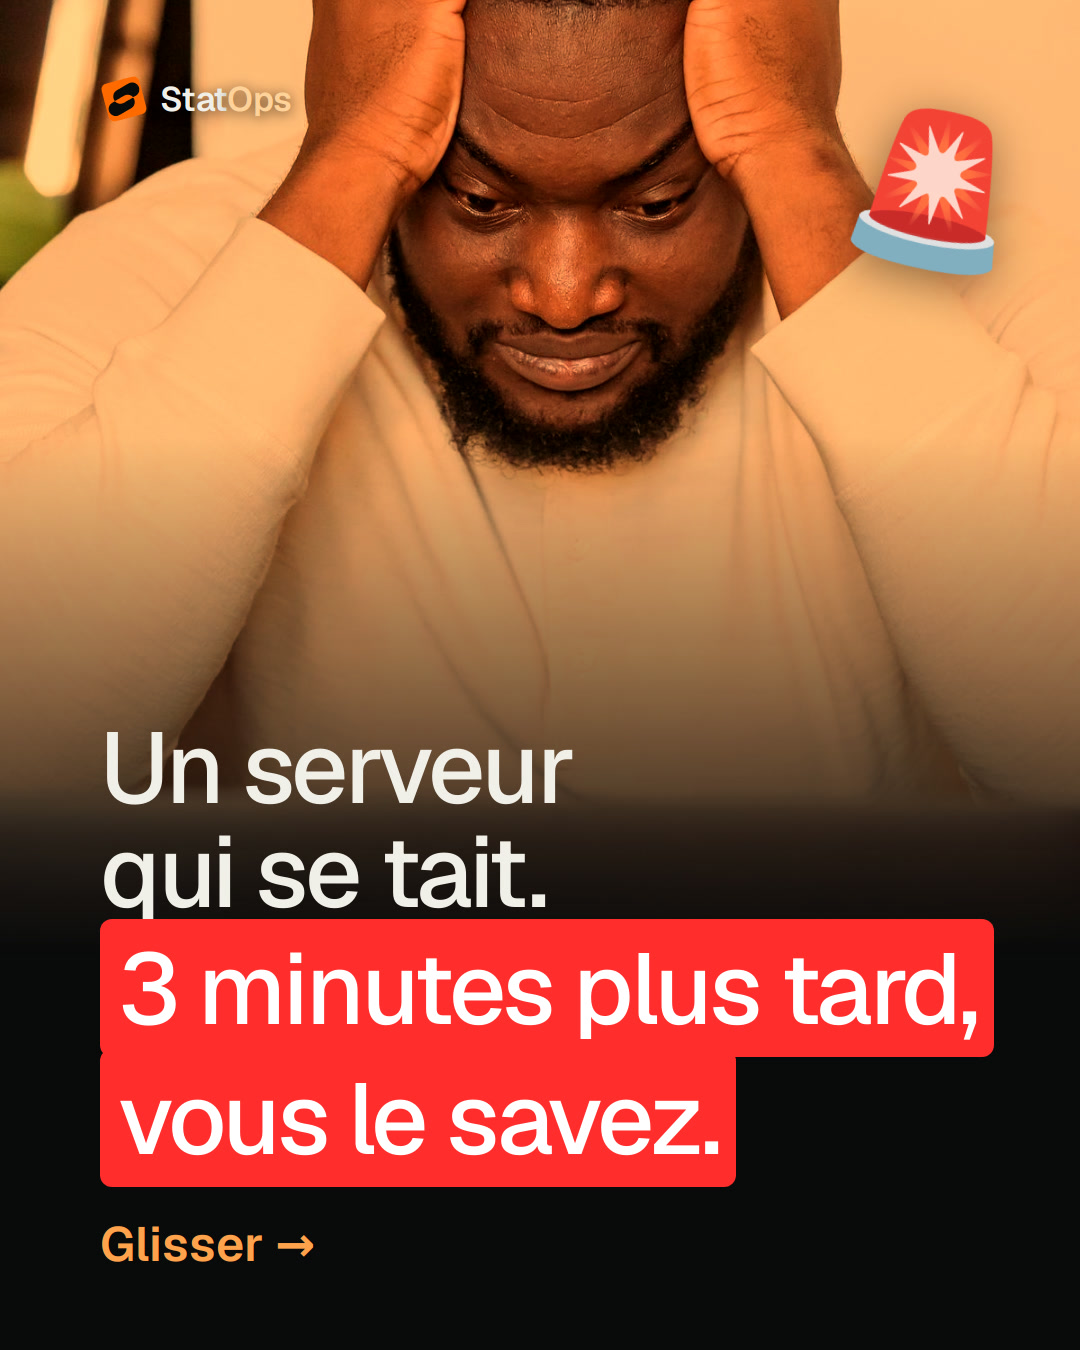 StatOps
Un serveur
qui se tait.
3 minutes plus tard,
vous le savez.
Glisser →